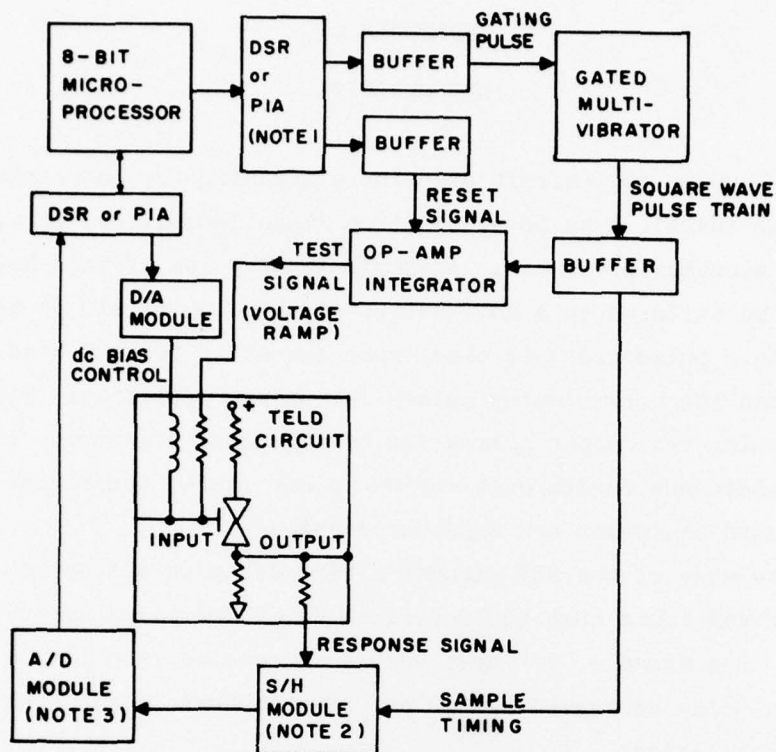 8-BIT
MICRO-
PROCESSOR
DSR
or
PIA
(NOTE 1
BUFFER
GATING
PULSE
GATED
MULTI-
VIBRATOR
BUFFER
RESET
SIGNAL
SQUARE WAVE
PULSE TRAIN
DSR or PIA
TEST
SIGNAL
(VOLTAGE
RAMP)
OP-AMP
INTEGRATOR
BUFFER
D/A
MODULE
dc BIAS
CONTROL
+
TELD
CIRCUIT
INPUT
OUTPUT
RESPONSE SIGNAL
A/D
MODULE
(NOTE 3)
S/H
MODULE
(NOTE 2)
SAMPLE
TIMING